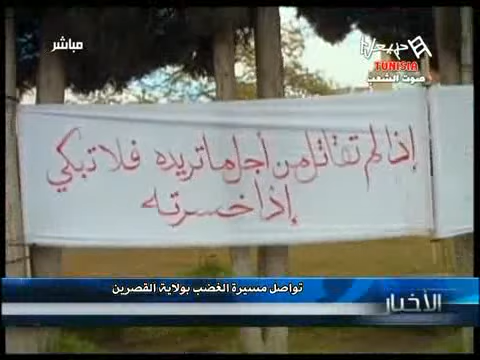 مباشر
TUNISIA
صوت الشعب
إذا لم تقاتل من أجل ما تريده فلا تبكي
إذا خسرته
تواصل مسيرة الغضب بولاية القصرين
الأخبار